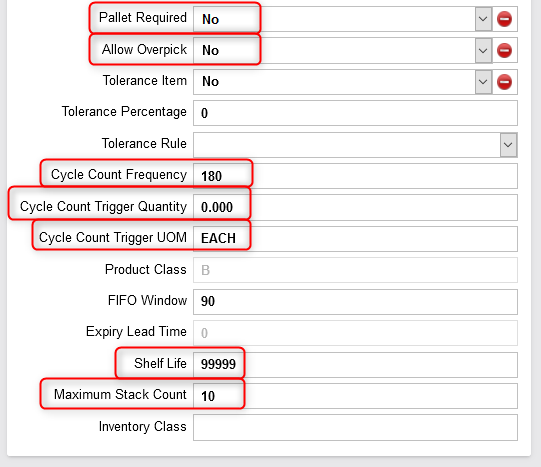 Pallet Required No
Allow Overpick No
Tolerance Item No
Tolerance Percentage 0
Tolerance Rule
Cycle Count Frequency 180
Cycle Count Trigger Quantity 0.000
Cycle Count Trigger UOM EACH
Product Class B
FIFO Window 90
Expiry Lead Time 0
Shelf Life 99999
Maximum Stack Count 10
Inventory Class